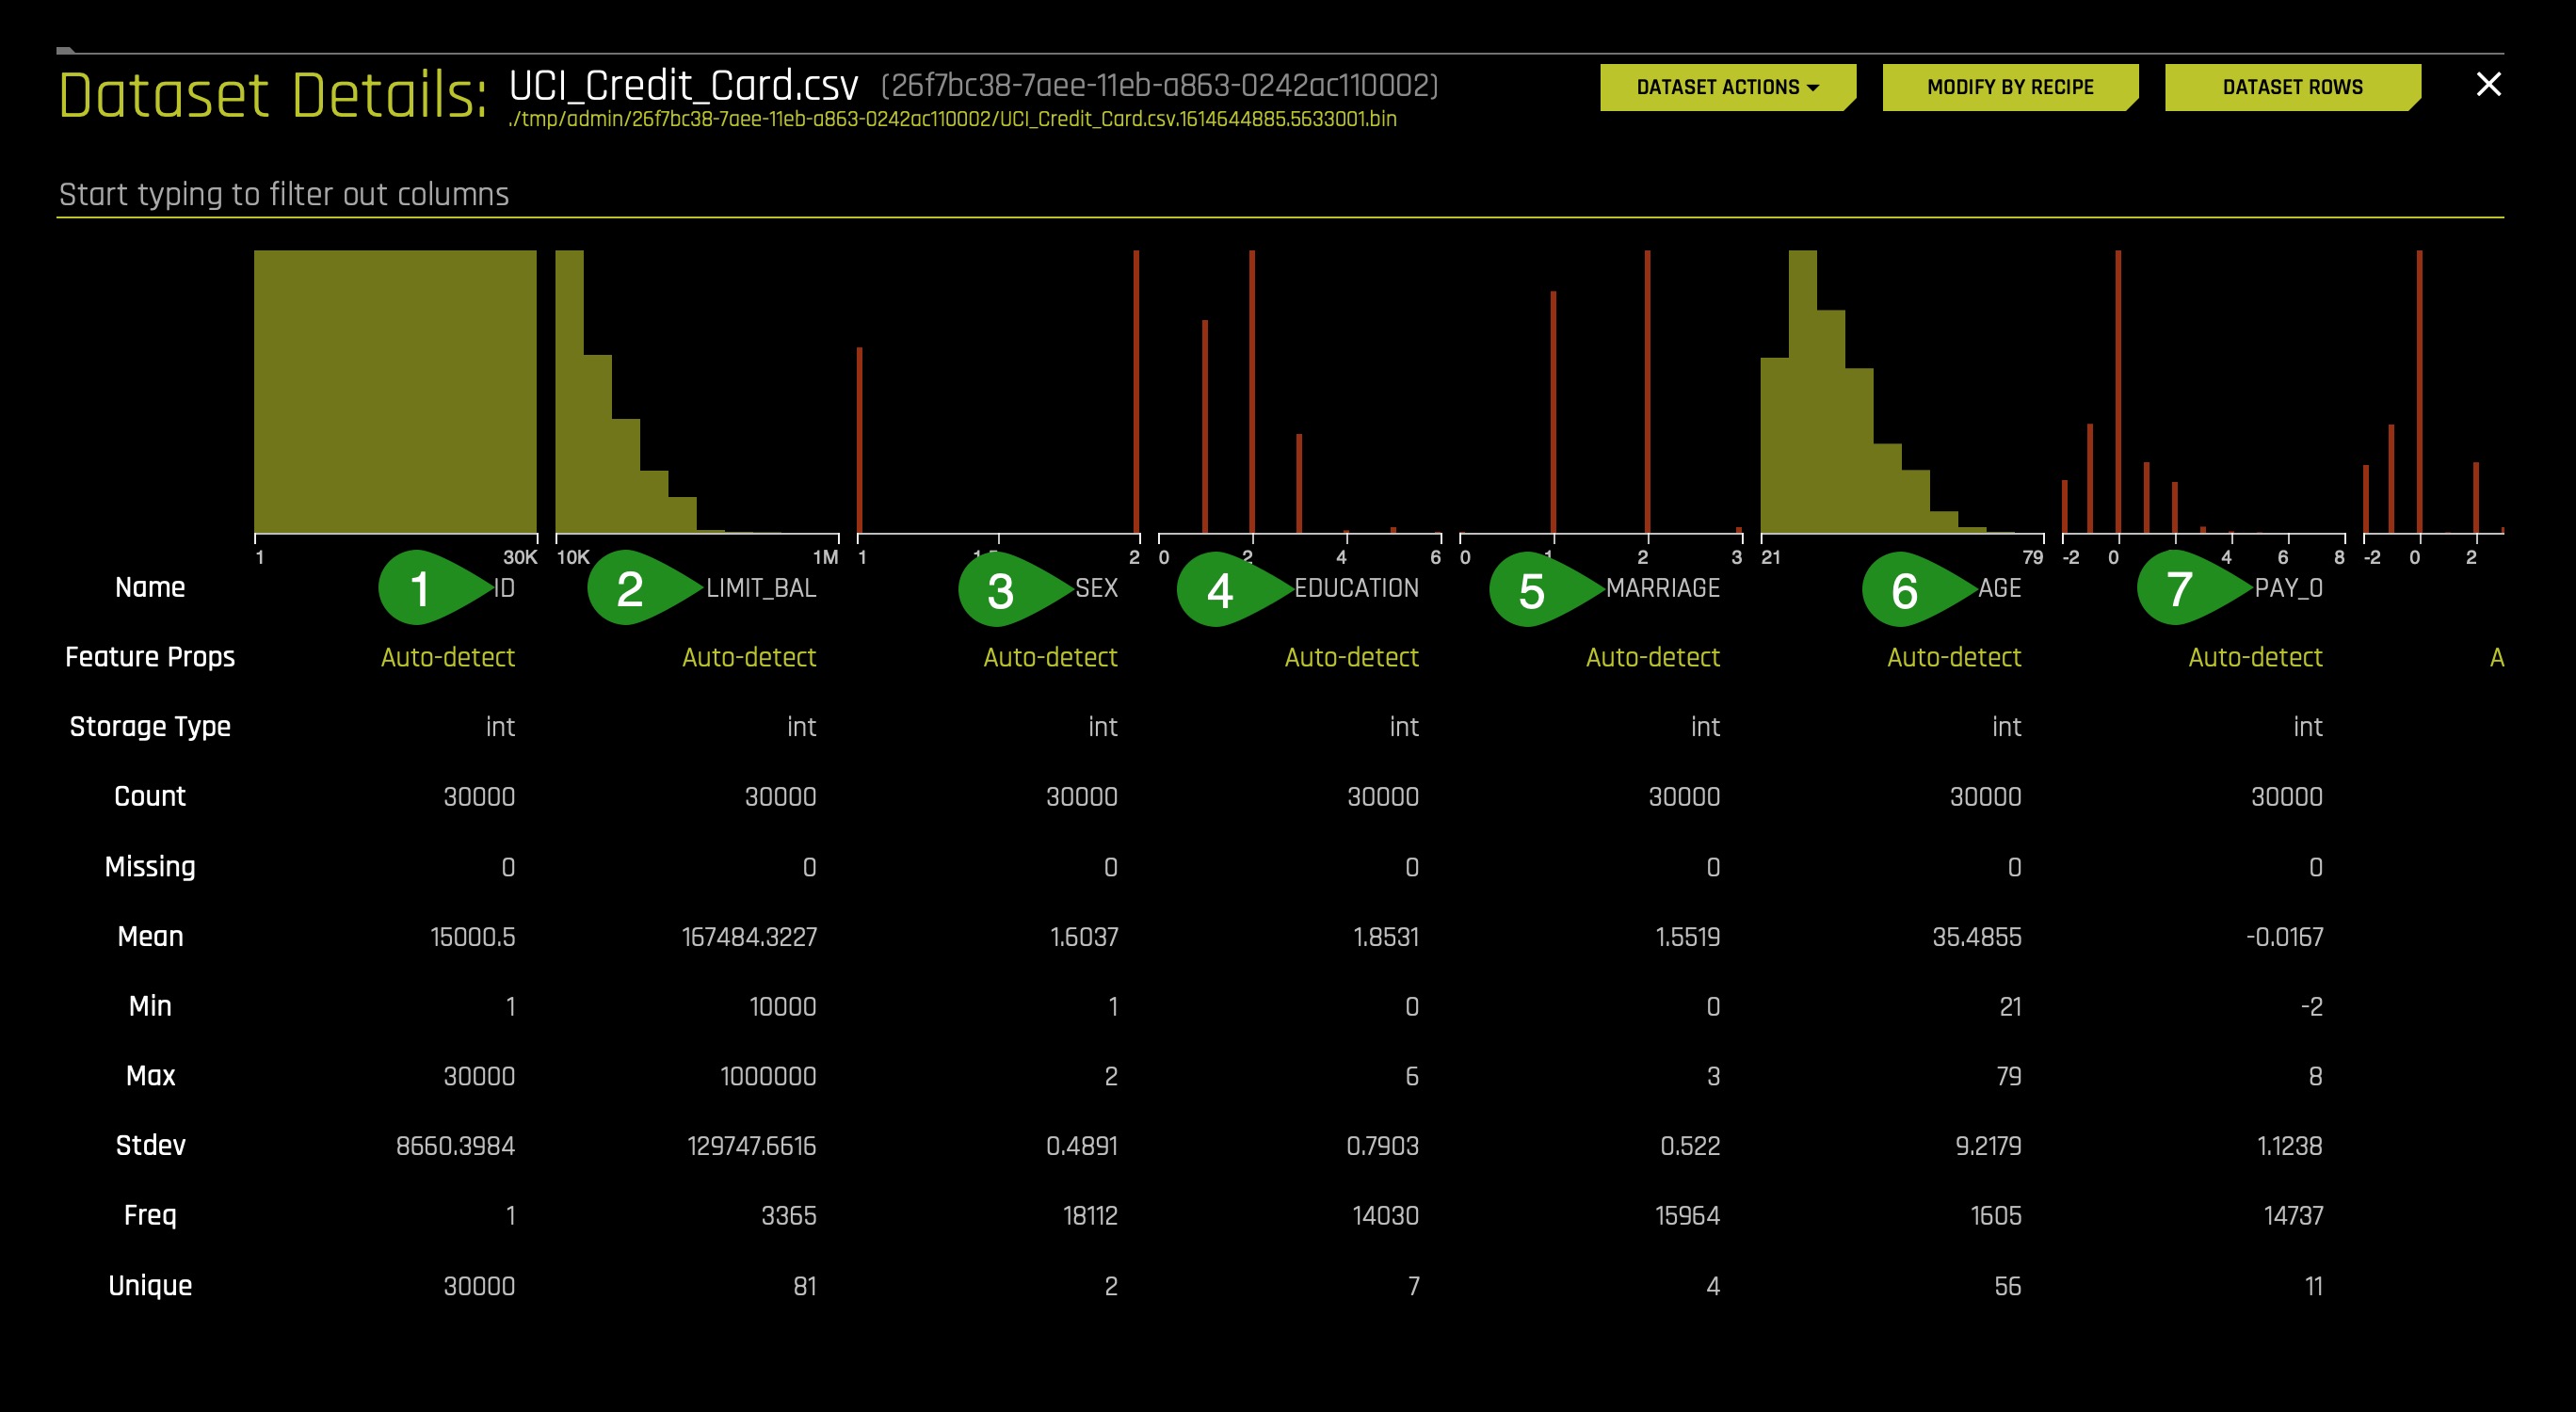 Dataset Details: UCI_Credit_Card.csv (26f7bc38-7aee-11eb-a863-0242ac110002)
./tmp/admin/26f7bc38-7aee-11eb-a863-0242ac110002/UCI_Credit_Card.csv.1614644885.5633001.bin
DATASET ACTIONS MODIFY BY RECIPE DATASET ROWS
Start typing to filter out columns
1 30K 10K 1M 1 2 0 2 4 6 0 1 2 3 21 79 -2 0 4 6 8 -2 0 2
Name 1 ID 2 LIMIT_BAL 3 SEX 4 EDUCATION 5 MARRIAGE 6 AGE 7 PAY_0
Feature Props Auto-detect Auto-detect Auto-detect Auto-detect Auto-detect Auto-detect Auto-detect A
Storage Type int int int int int int int
Count 30000 30000 30000 30000 30000 30000 30000
Missing 0 0 0 0 0 0 0
Mean 15000.5 167484.3227 1.6037 1.8531 1.5519 35.4855 -0.0167
Min 1 10000 1 0 0 21 -2
Max 30000 1000000 2 6 3 79 8
Stdev 8660.3984 129747.6616 0.4891 0.7903 0.522 9.2179 1.1238
Freq 1 3365 18112 14030 15964 1605 14737
Unique 30000 81 2 7 4 56 11